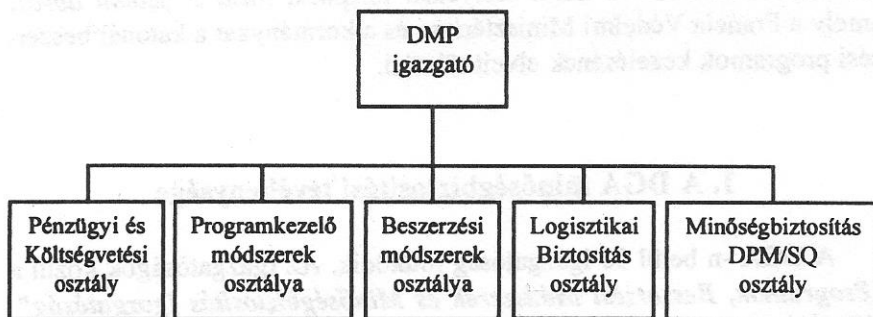 DMP
igazgató
Pénzügyi és
Költségvetési
osztály
Programkezelő
módszerek
osztálya
Beszerzési
módszerek
osztálya
Logisztikai
Biztosítás
osztály
Minőségbiztosítás
DPM/SQ
osztály